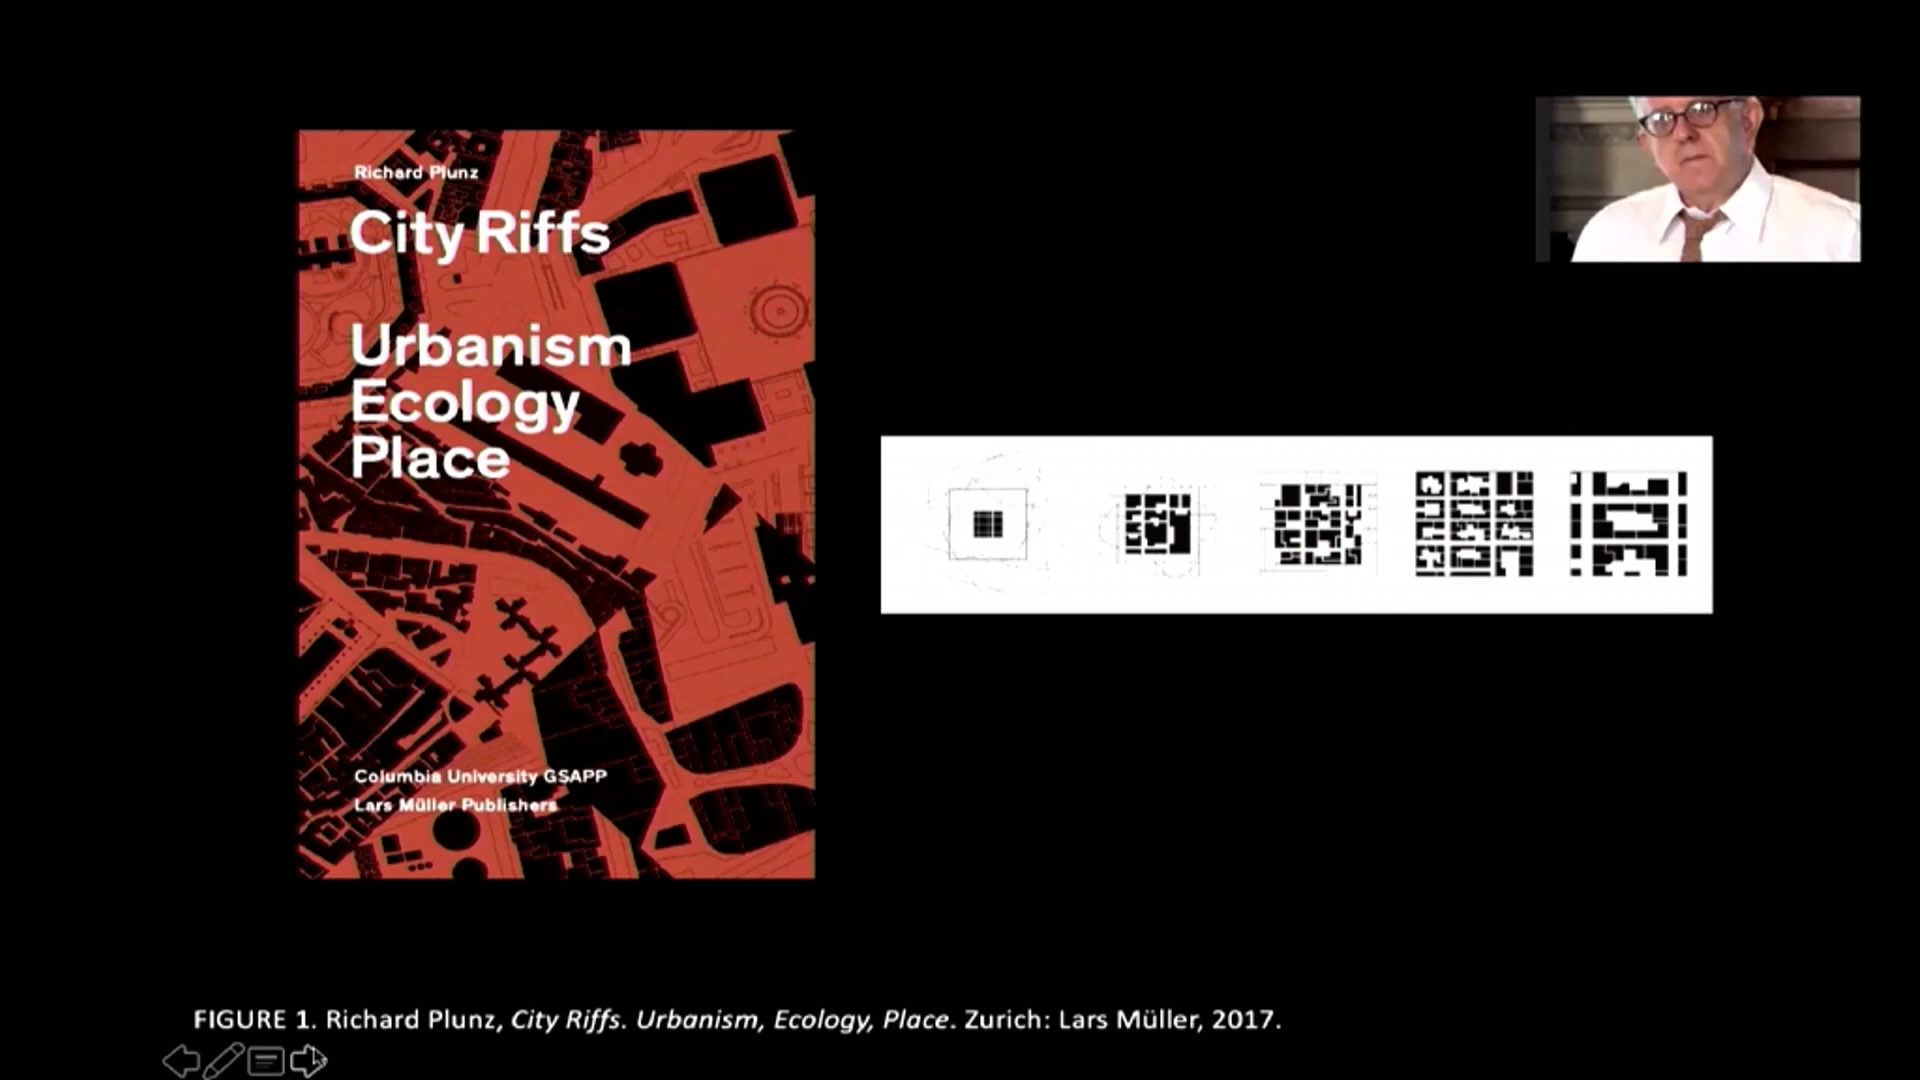 Richard Plunz
City Riffs
Urbanism
Ecology
Place
Columbia University GSAPP
Lars Müller Publishers
FIGURE 1. Richard Plunz, City Riffs. Urbanism, Ecology, Place. Zurich: Lars Müller, 2017.